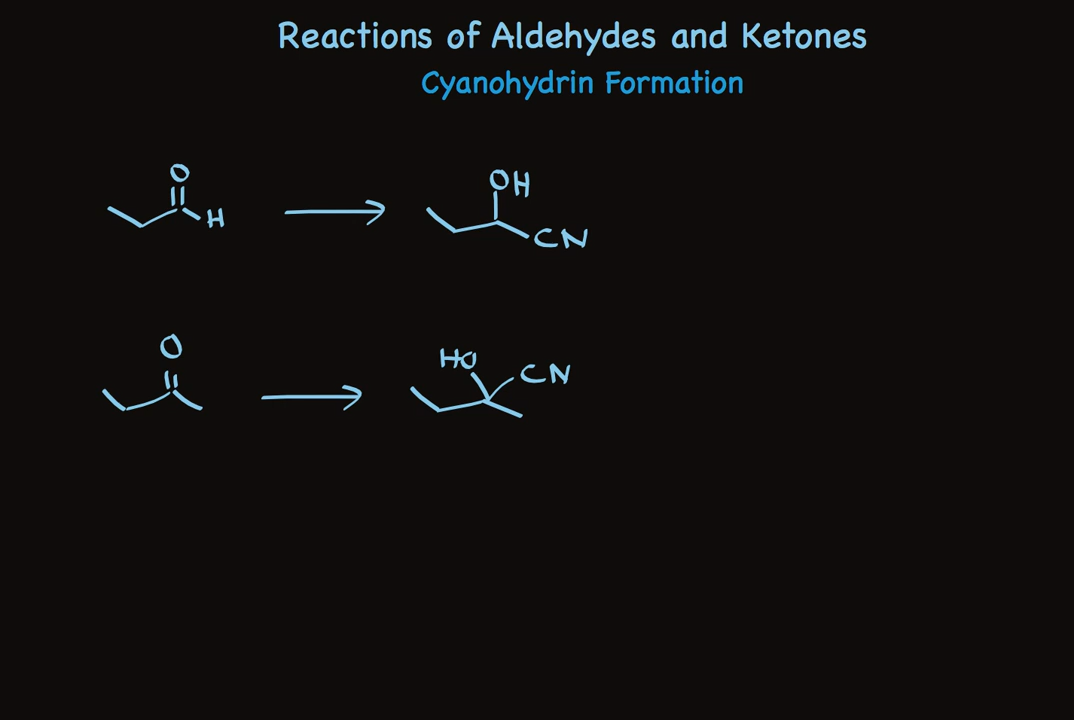 Reactions of Aldehydes and Ketones
Cyanohydrin Formation
O
H
OH
CN
O
HO
CN